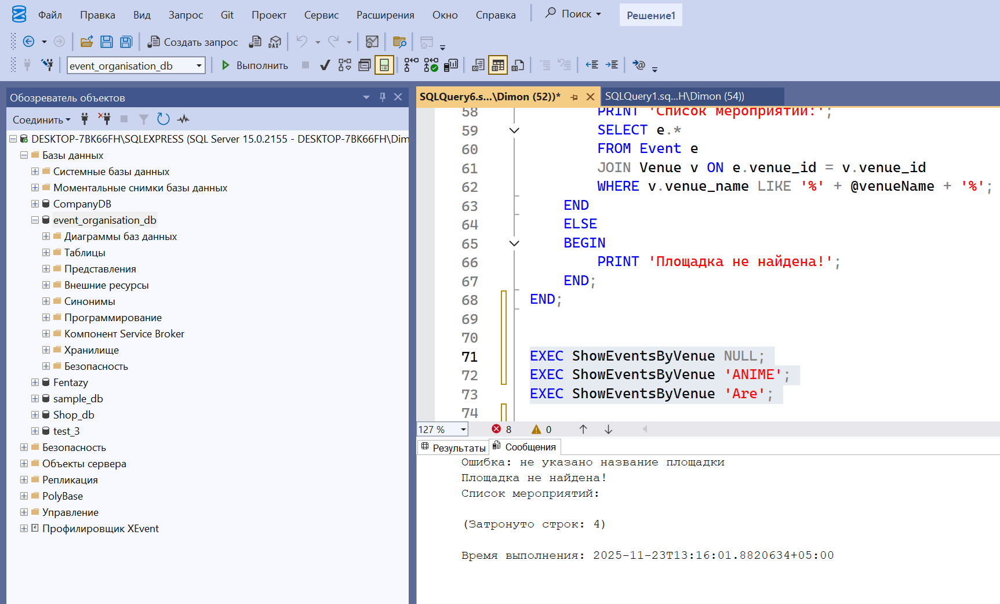 Файл Правка Вид Запрос Git Проект Сервис Расширения Окно Справка Поиск Решение1
Создать запрос DAX
event_organisation_db Выполнить
Обозреватель объектов
Соединить
DESKTOP-7BK66FH\SQLEXPRESS (SQL Server 15.0.2155 - DESKTOP-7BK66FH\Dim
Базы данных
Системные базы данных
Моментальные снимки базы данных
CompanyDB
event_organisation_db
Диаграммы баз данных
Таблицы
Представления
Внешние ресурсы
Синонимы
Программирование
Компонент Service Broker
Хранилище
Безопасность
Fentazy
sample_db
Shop_db
test_3
Безопасность
Объекты сервера
Репликация
PolyBase
Управление
Профилировщик XEvent
SQLQuery6.s...\Dimon (52))* SQLQuery1.sq...H\Dimon (54))
58 PRINT 'Список мероприятий:';
59 SELECT e.*
60 FROM Event e
61 JOIN Venue v ON e.venue_id = v.venue_id
62 WHERE v.venue_name LIKE '%' + @venueName + '%';
63 END
64 ELSE
65 BEGIN
66 PRINT 'Площадка не найдена!';
67 END;
68 END;
69
70
71 EXEC ShowEventsByVenue NULL;
72 EXEC ShowEventsByVenue 'ANIME';
73 EXEC ShowEventsByVenue 'Are';
74
127 % 8 0
Результаты Сообщения
Ошибка: не указано название площадки
Площадка не найдена!
Список мероприятий:
(Затронуто строк: 4)
Время выполнения: 2025-11-23T13:16:01.8820634+05:00